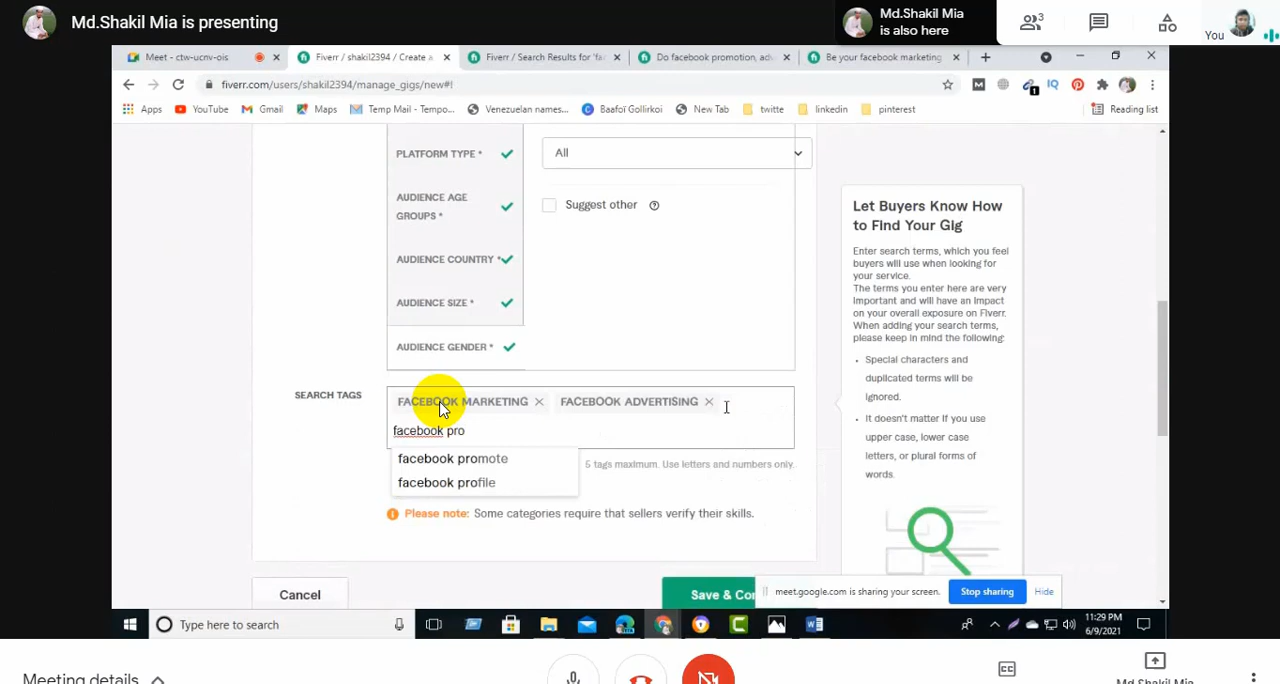 Md.Shakil Mia is presenting
Md.Shakil Mia
is also here
3
You
Meet - ctw-ucnv-ois
Fiverr / shakil2394 / Create a
Fiverr / Search Results for 'fa
Do facebook promotion, adv
Be your facebook marketing
fiverr.com/users/shakil2394/manage_gigs/new#!
Apps
YouTube
Gmail
Maps
Temp Mail - Tempo...
Venezuelan names...
Baafoï Gollirkoi
New Tab
twitte
linkedin
pinterest
Reading list
PLATFORM TYPE *
All
AUDIENCE AGE
GROUPS *
Suggest other
AUDIENCE COUNTRY *
AUDIENCE SIZE *
AUDIENCE GENDER *
SEARCH TAGS
FACEBOOK MARKETING
FACEBOOK ADVERTISING
facebook pro
facebook promote
facebook profile
5 tags maximum. Use letters and numbers only.
Please note: Some categories require that sellers verify their skills.
Cancel
Save & Con
Let Buyers Know How
to Find Your Gig
Enter search terms, which you feel
buyers will use when looking for
your service.
The terms you enter here are very
important and will have an impact
on your overall exposure on Fiverr.
When adding your search terms,
please keep in mind the following:
Special characters and
duplicated terms will be
ignored.
It doesn't matter if you use
upper case, lower case
letters, or plural forms of
words.
meet.google.com is sharing your screen.
Stop sharing
Hide
Type here to search
11:29 PM
6/9/2021
Meeting details
Md.Shakil Mia